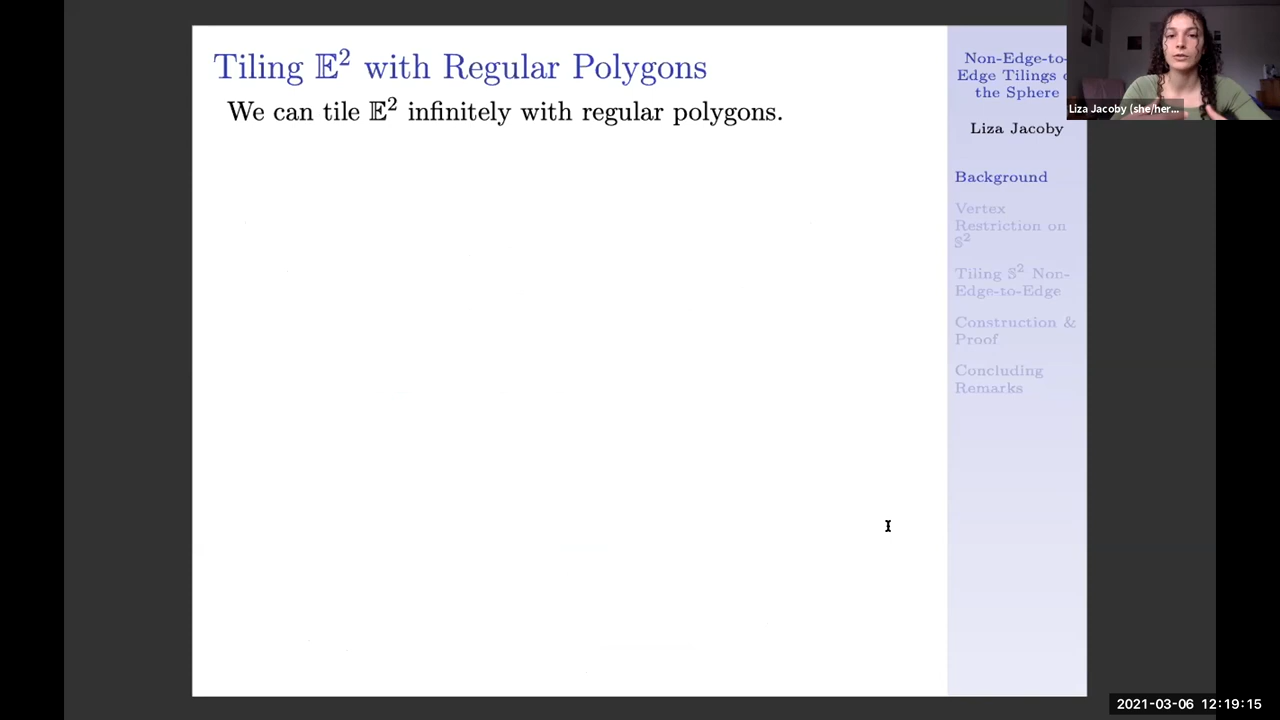 Tiling 𝔼² with Regular Polygons
We can tile 𝔼² infinitely with regular polygons.
Non-Edge-to-
Edge Tilings
the Sphere
Liza Jacoby
Background
Vertex
Restriction on
𝕊²
Tiling 𝕊² Non-
Edge-to-Edge
Construction &
Proof
Concluding
Remarks
Liza Jacoby (she/her...
2021-03-06 12:19:15